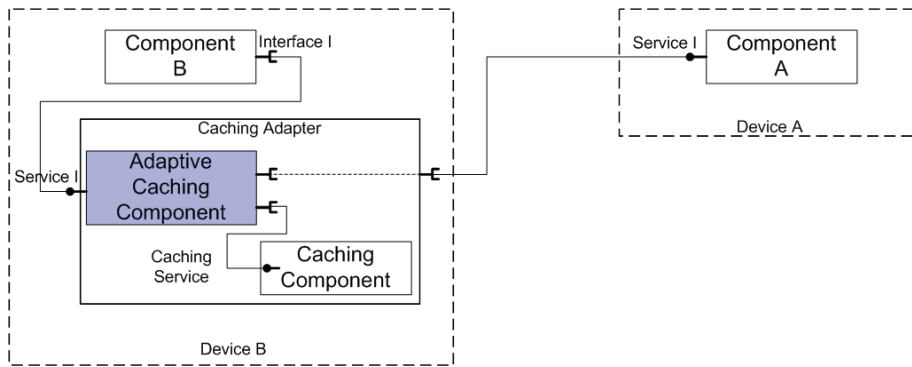 Component
B
Interface I
Service I
Component
A
Device A
Caching Adapter
Adaptive
Caching
Component
Service I
Caching
Service
Caching
Component
Device B